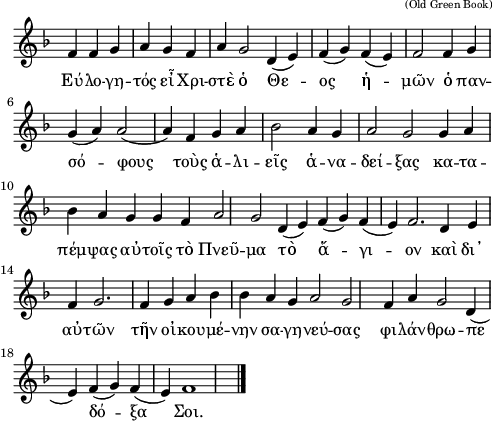 (Old Green Book)
Εὐ -- λο -- γη -- τός εἶ Χρι -- στὲ ὁ Θε -- ος ἡ -- μῶν ὁ παν --
6
σό -- φους τοὺς ἁ -- λι -- εῖς ἁ -- να -- δεί -- ξας κα -- τα --
10
πέμ -- ψας αὐ -- τοῖς τὸ Πνεῦ -- μα τὸ ἅ -- γι -- ον καὶ δι ̓
14
αὐ -- τῶν τῆν οἰ -- κου -- μέ -- νην σα -- γη -- νεύ -- σας φι -- λάν -- θρω -- πε
18
δό -- ξα Σοι.